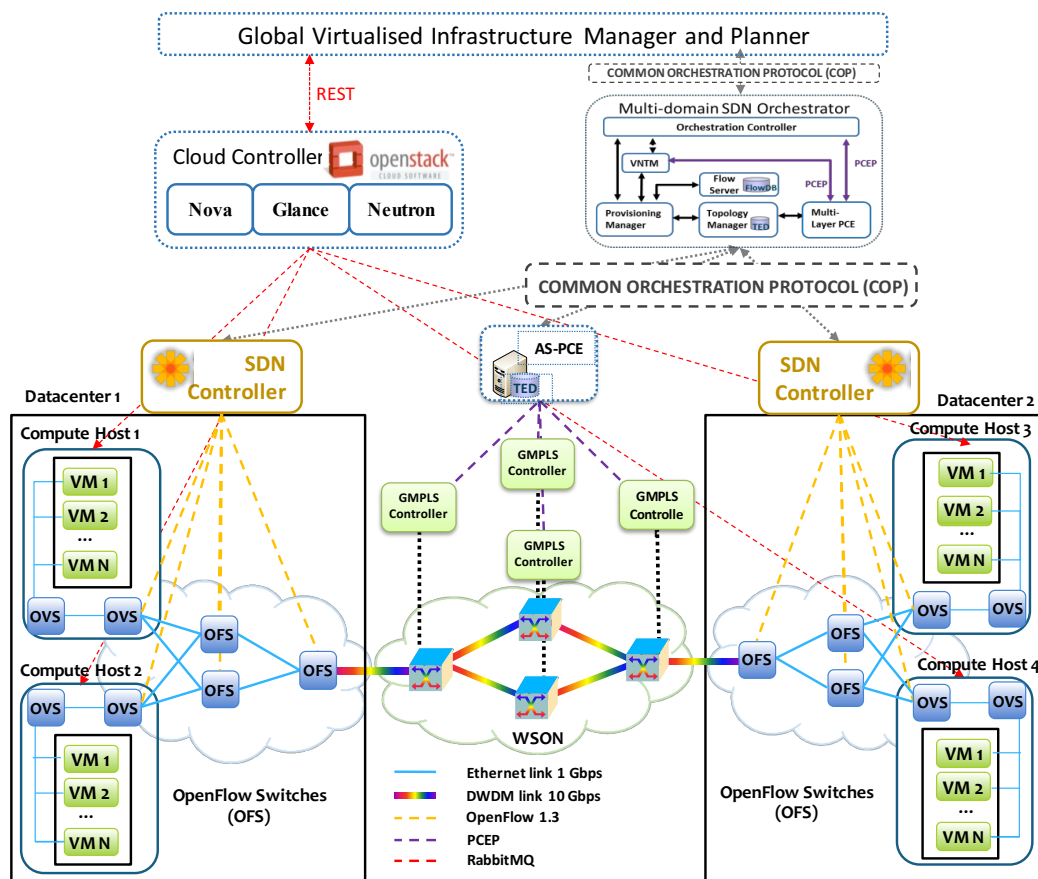 Global Virtualised Infrastructure Manager and Planner
REST
COMMON ORCHESTRATION PROTOCOL (COP)
Multi-domain SDN Orchestrator
Orchestration Controller
VNTM
PCEP
Flow
Server
FlowDB
PCEP
Provisioning
Manager
Topology
Manager
TED
Multi-
Layer PCE
Cloud Controller
openstack™
CLOUD SOFTWARE
Nova
Glance
Neutron
COMMON ORCHESTRATION PROTOCOL (COP)
SDN
Controller
AS-PCE
TED
SDN
Controller
Datacenter 1
Datacenter 2
Compute Host 1
VM 1
VM 2
...
VM N
OVS
OVS
Compute Host 2
OVS
OVS
VM 1
VM 2
...
VM N
OFS
OFS
OFS
OpenFlow Switches
(OFS)
GMPLS
Controller
GMPLS
Controller
GMPLS
Controlle
GMPLS
Controller
WSON
Compute Host 3
VM 1
VM 2
...
VM N
OVS
OVS
Compute Host 4
OVS
OVS
VM 1
VM 2
...
VM N
OFS
OFS
OFS
OpenFlow Switches
(OFS)
Ethernet link 1 Gbps
DWDM link 10 Gbps
OpenFlow 1.3
PCEP
RabbitMQ